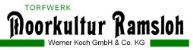 TORFWERK
Moorkultur Ramsloh
Werner Koch GmbH & Co. KG